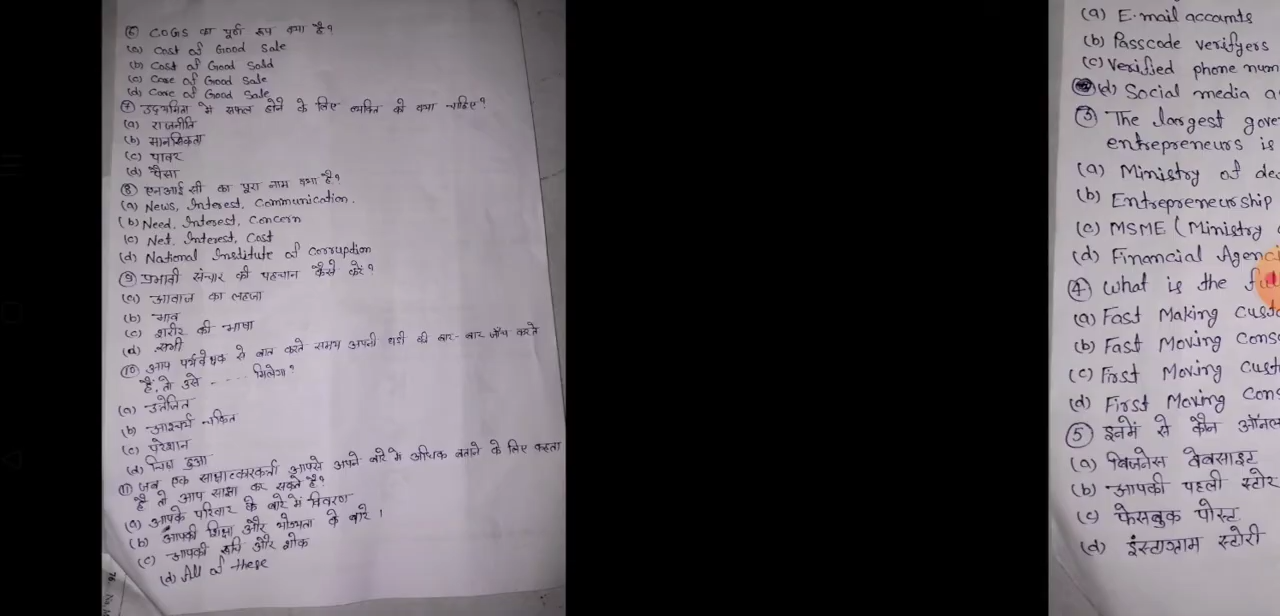 ⑥ COGS का पूरा रूप क्या है?
(a) Cost of Good Sale
(b) Cost of Good Sold
(c) Core of Good Sale
(d) Core of Good Sale
⑦ उद्यमिता में सफल होने के लिए व्यक्ति को क्या चाहिए?
(a) राजनीति
(b) मानसिकता
(c) पावर
(d) पैसा
⑧ एनआईसी का पूरा नाम क्या है?
(a) News, Interest, Communication.
(b) Need, Interest, Concern
(c) Net, Interest, Cost
(d) National Institute of Corruption
⑨ प्रभावी संचार की पहचान कैसे करें?
(a) आवाज का लहजा
(b) भाव
(c) शरीर की भाषा
(d) सभी
⑩ आप पर्यवेक्षक से बात करते समय अपनी घड़ी की बार-बार जाँच करते
हैं, तो उसे ..... मिलेगा?
(a) उत्तेजित
(b) आश्चर्य चकित
(c) परेशान
(d) हुआ
⑪ जब एक साक्षात्कारकर्ता आपसे अपने बारे में अधिक बताने के लिए कहता
है तो आप साझा कर सकते हैं?
(a) आपके परिवार के बारे में विवरण
(b) आपकी शिक्षा और योग्यता के बारे।
(c) आपकी रुचि और शौक
(d) All of these
(a) E-mail accamts
(b) Passcode verifyers
(c) Verified phone num
(d) Social media a
③ The largest gove
entrepreneurs is
(a) Ministry of de
(b) Entrepreneurship
(c) MSME (Ministry
(d) Financial Agenci
④ What is the ful
(a) Fast Making Cust
(b) Fast Moving Cons
(c) First Moving Cust
(d) First Moving Cons
⑤ इनमें से कौन ऑनल
(a) बिजनेस वेबसाइट
(b) आपकी पहली स्टोर
(c) फेसबुक पोस्ट
(d) इंस्टाग्राम स्टोरी